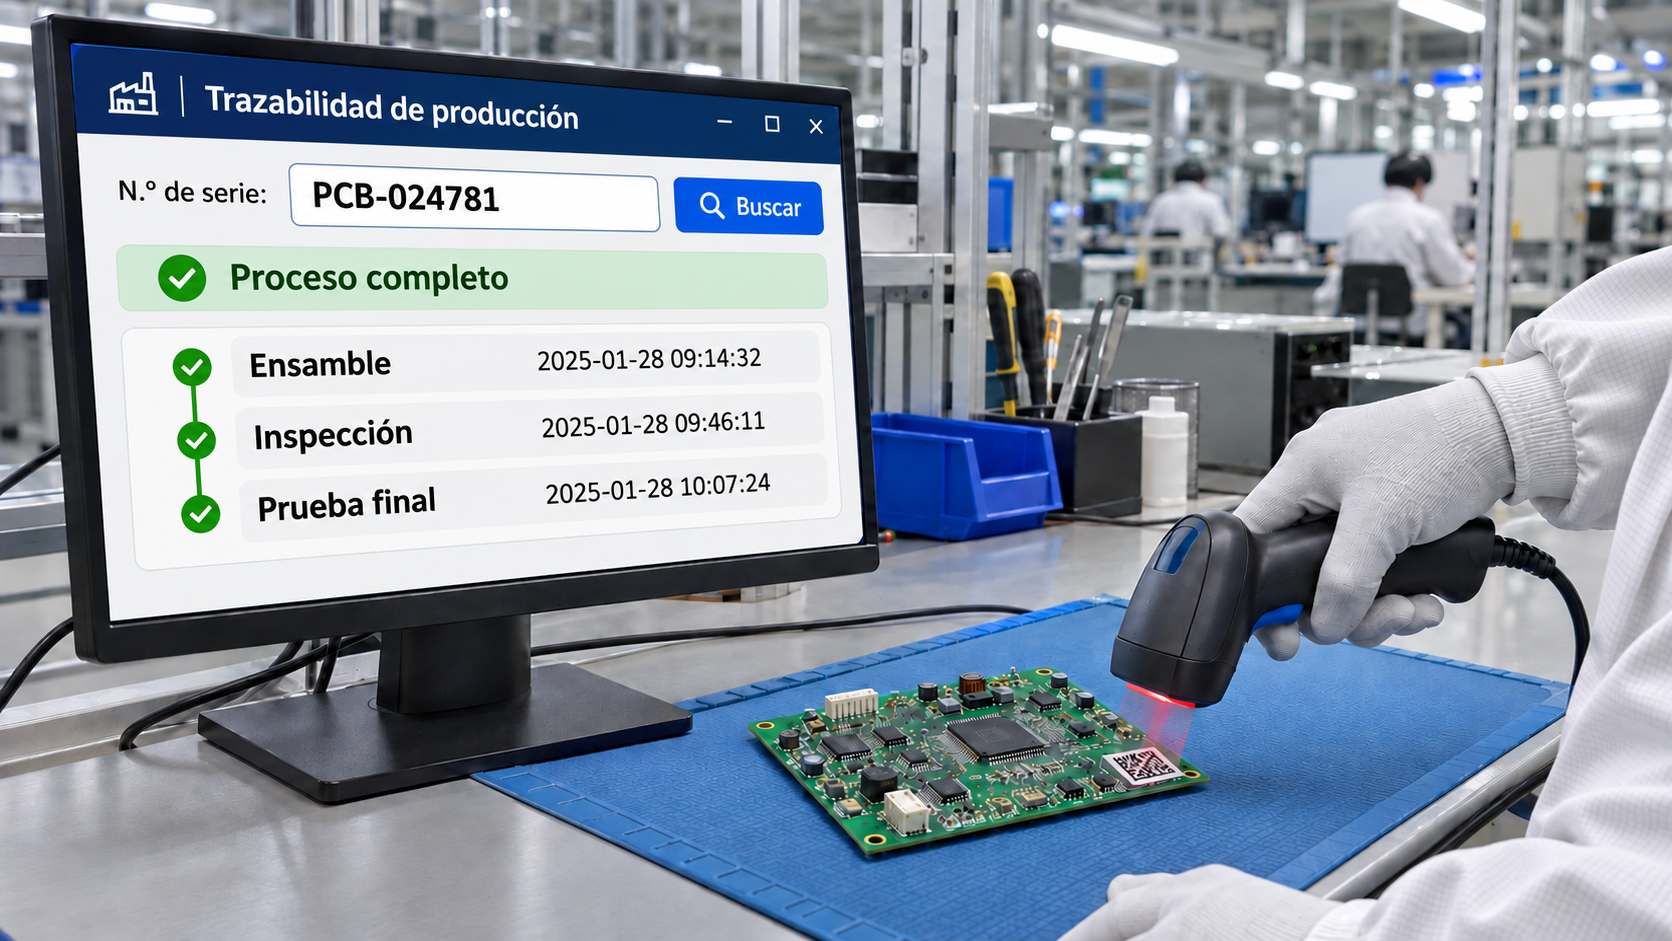 Trazabilidad de producción
N.º de serie: PCB-024781 Buscar
Proceso completo
Ensamble 2025-01-28 09:14:32
Inspección 2025-01-28 09:46:11
Prueba final 2025-01-28 10:07:24